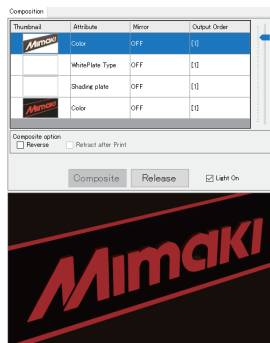 Composition
Thumbnail Attribute Mirror Output Order
Mimaki Color OFF [1]
WhitePlate Type OFF [1]
Shading plate OFF [1]
Mimaki Color OFF [1]
Composite option
Reverse Retract after Print
Composite Release Light On
Mimaki